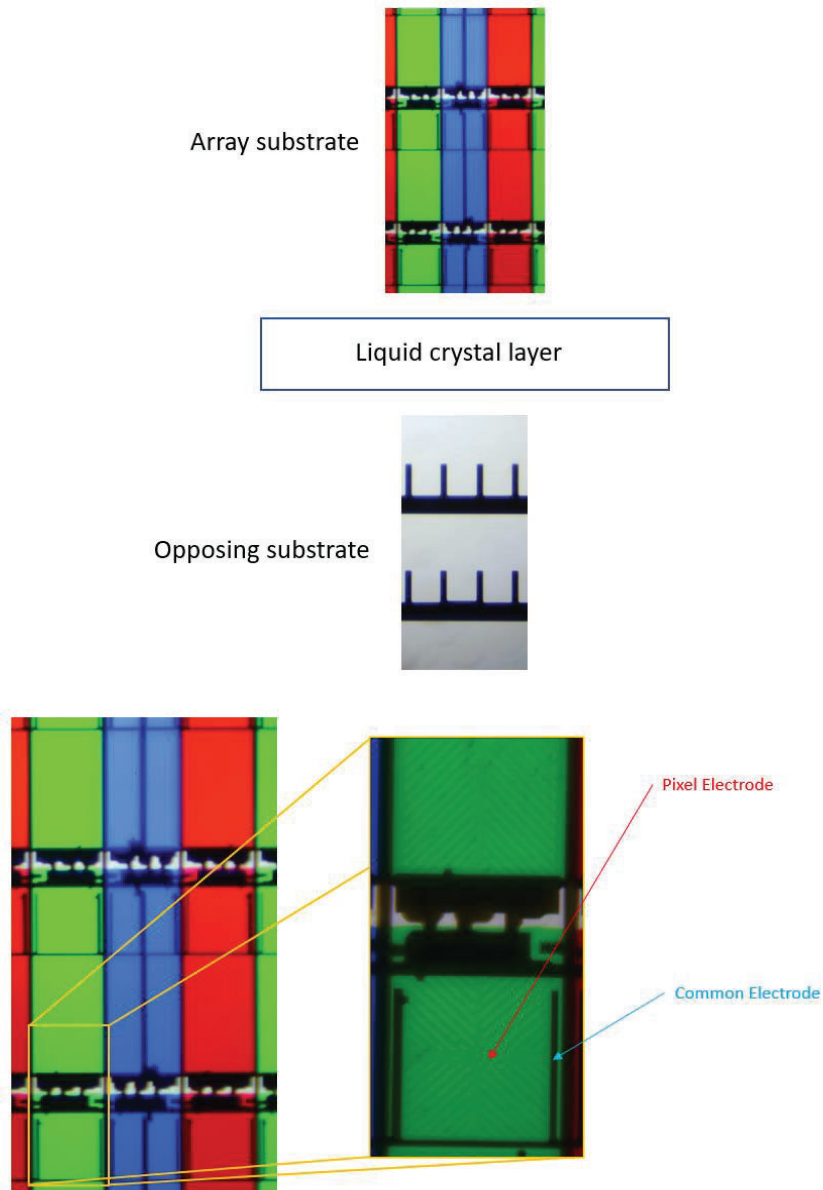 Array substrate
Liquid crystal layer
Opposing substrate
Pixel Electrode
Common Electrode